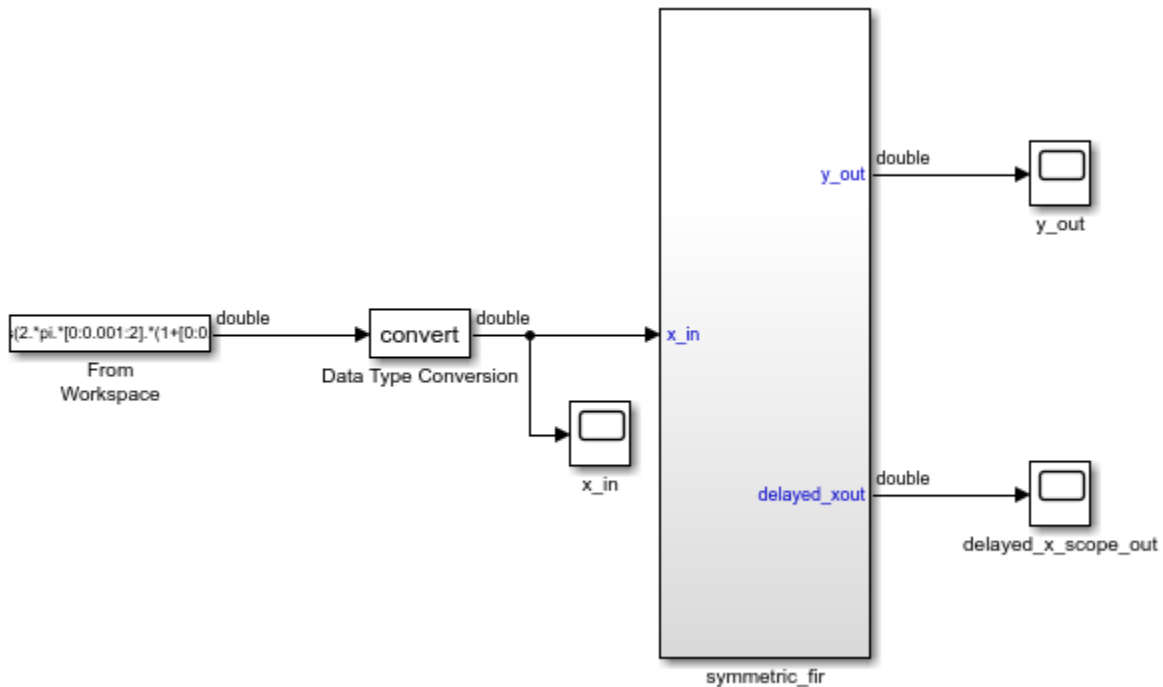 y_out
double
y_out
double
double
s(2.*pi.*[0:0.001:2].*(1+[0:0.
convert
x_in
From
Workspace
Data Type Conversion
x_in
delayed_xout
double
delayed_x_scope_out
symmetric_fir